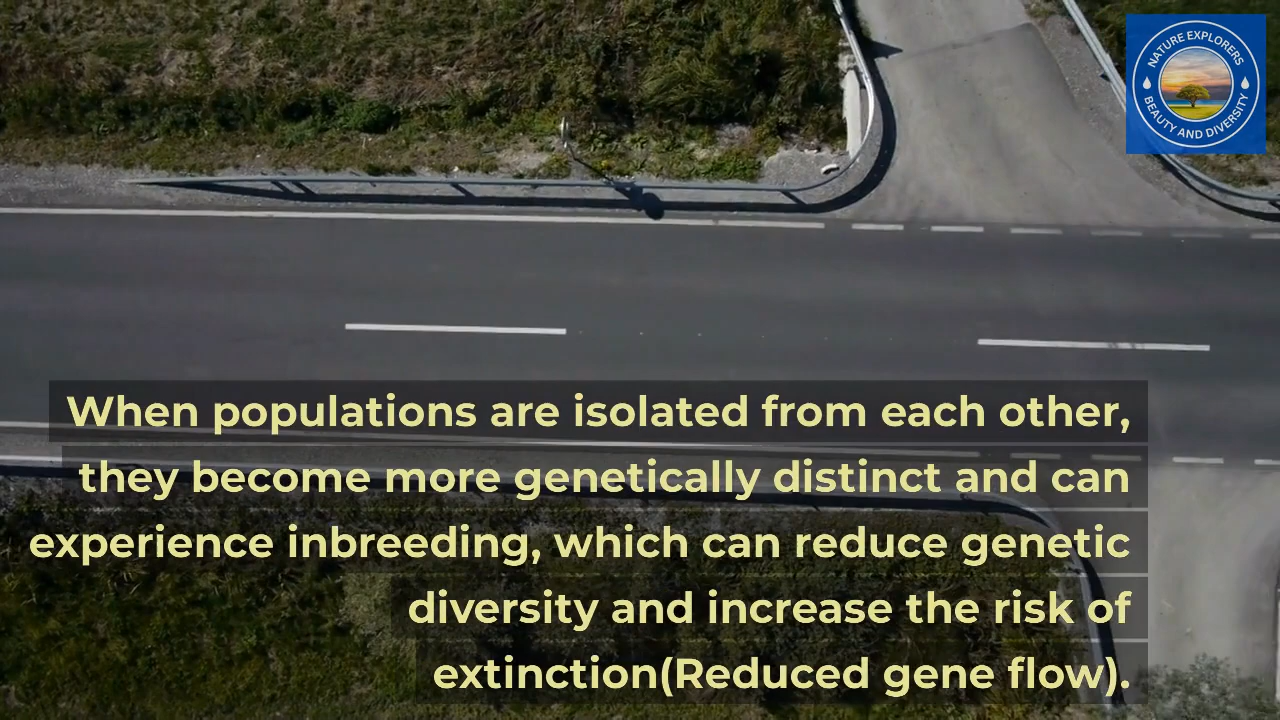 NATURE EXPLORERS
BEAUTY AND DIVERSITY
When populations are isolated from each other,
they become more genetically distinct and can
experience inbreeding, which can reduce genetic
diversity and increase the risk of
extinction(Reduced gene flow).